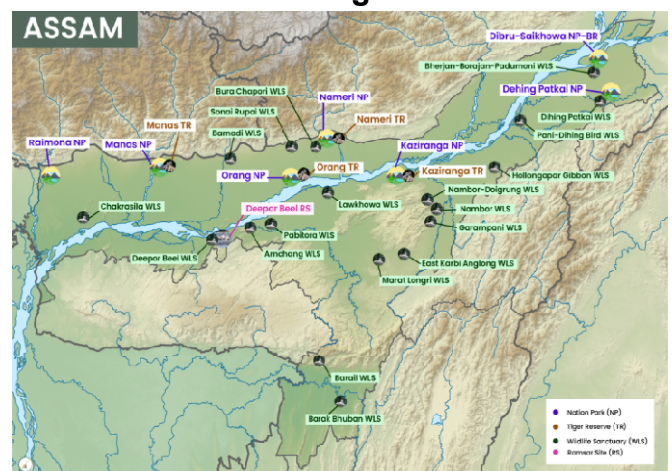 ASSAM
Dibru-Saikhowa NP-BR
Bherjan-Borajan-Padumoni WLS
Dehing Patkai NP
Bura Chapori WLS
Nameri NP
Sonai Rupai WLS
Nameri TR
Dihing Patkai WLS
Manas TR
Pani-Dihing Bird WLS
Barnadi WLS
Raimona NP
Manas NP
Kaziranga NP
Orang TR
Orang NP
Kaziranga TR
Hollongapar Gibbon WLS
Nambor-Doigrung WLS
Lawkhowa WLS
Chakrasila WLS
Deepor Beel RS
Nambor WLS
Pabitora WLS
Garampani WLS
Deepor Beel WLS
Amchang WLS
East Karbi Anglong WLS
Marat Longri WLS
Barail WLS
Barak Bhuban WLS
Nation Park (NP)
Tiger Reserve (TR)
Wildlife Sanctuary (WLS)
Ramsar Site (RS)